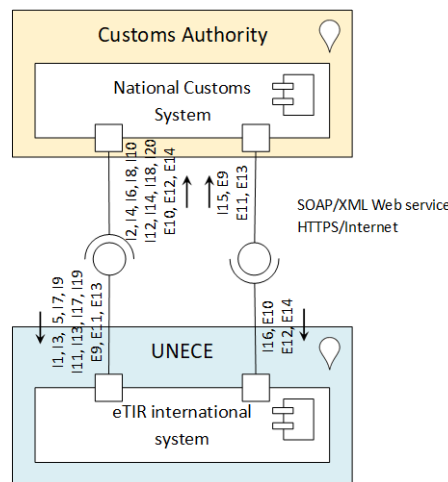 Customs Authority
National Customs
System
I2, I4, I6, I8, I10
I12, I14, I18, I20
E10, E12, E14
I15, E9
E11, E13
SOAP/XML Web service
HTTPS/Internet
I1, I3, 5, I7, I9
I11, I13, I17, I19
E9, E11, E13
I16, E10
E12, E14
UNECE
eTIR international
system